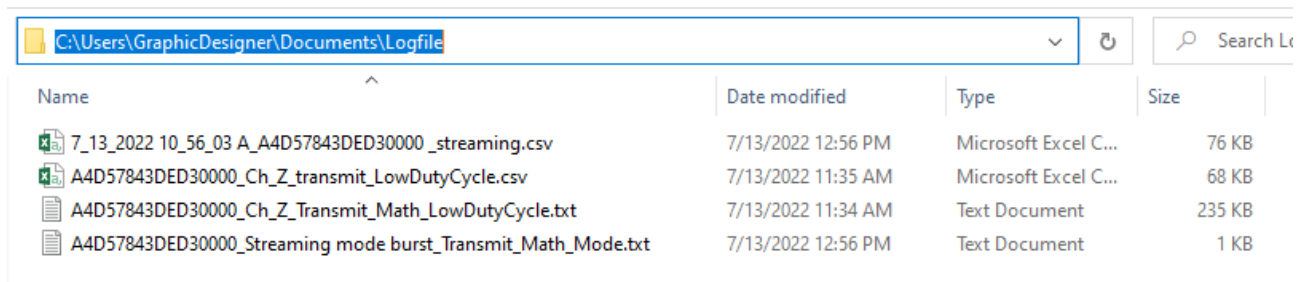 C:\Users\GraphicDesigner\Documents\Logfile Search Lo
Name Date modified Type Size
7_13_2022 10_56_03 A_A4D57843DED30000 _streaming.csv 7/13/2022 12:56 PM Microsoft Excel C... 76 KB
A4D57843DED30000_Ch_Z_transmit_LowDutyCycle.csv 7/13/2022 11:35 AM Microsoft Excel C... 68 KB
A4D57843DED30000_Ch_Z_Transmit_Math_LowDutyCycle.txt 7/13/2022 11:34 AM Text Document 235 KB
A4D57843DED30000_Streaming mode burst_Transmit_Math_Mode.txt 7/13/2022 12:56 PM Text Document 1 KB